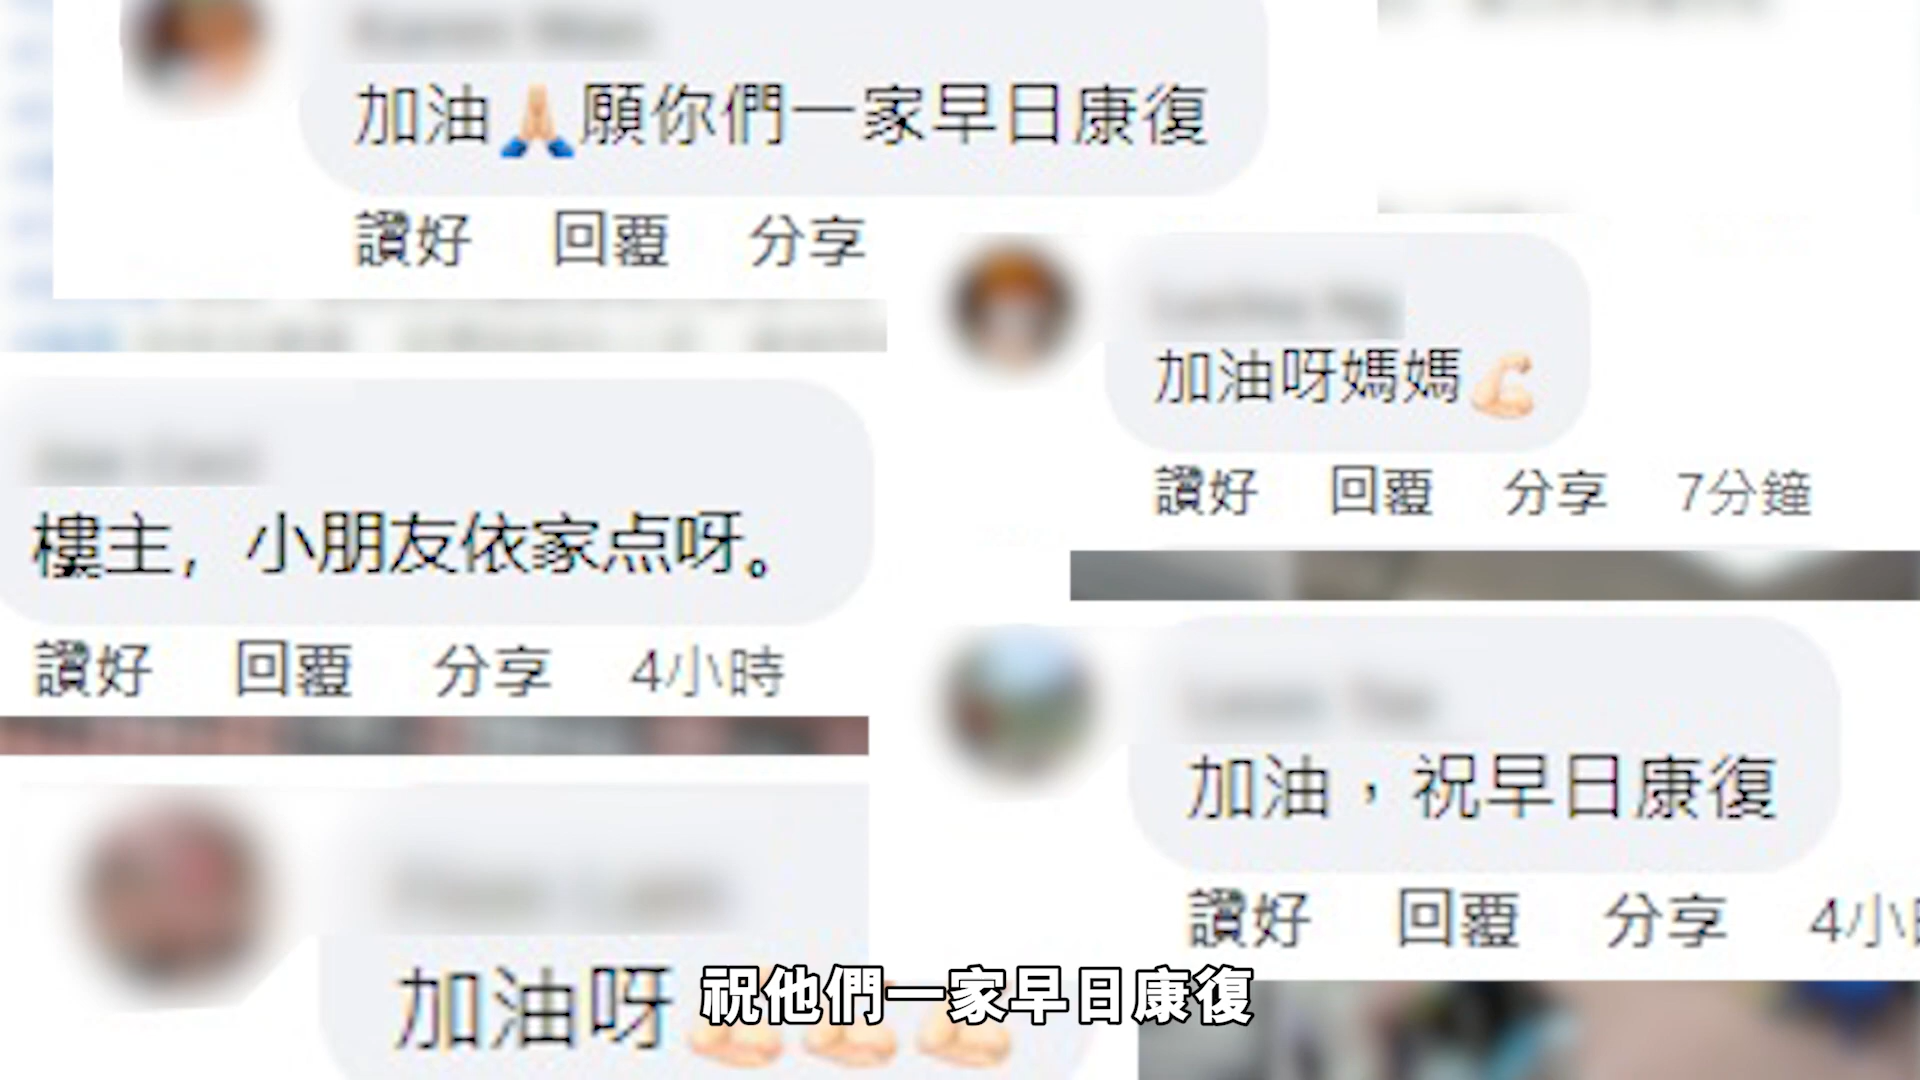 加油🙏🏼願你們一家早日康復
讚好 回覆 分享
加油呀媽媽💪🏻
讚好 回覆 分享 7分鐘
樓主，小朋友依家点呀。
讚好 回覆 分享 4小時
加油，祝早日康復
讚好 回覆 分享 4小
加油呀💪🏻💪🏻💪🏻
祝他們一家早日康復